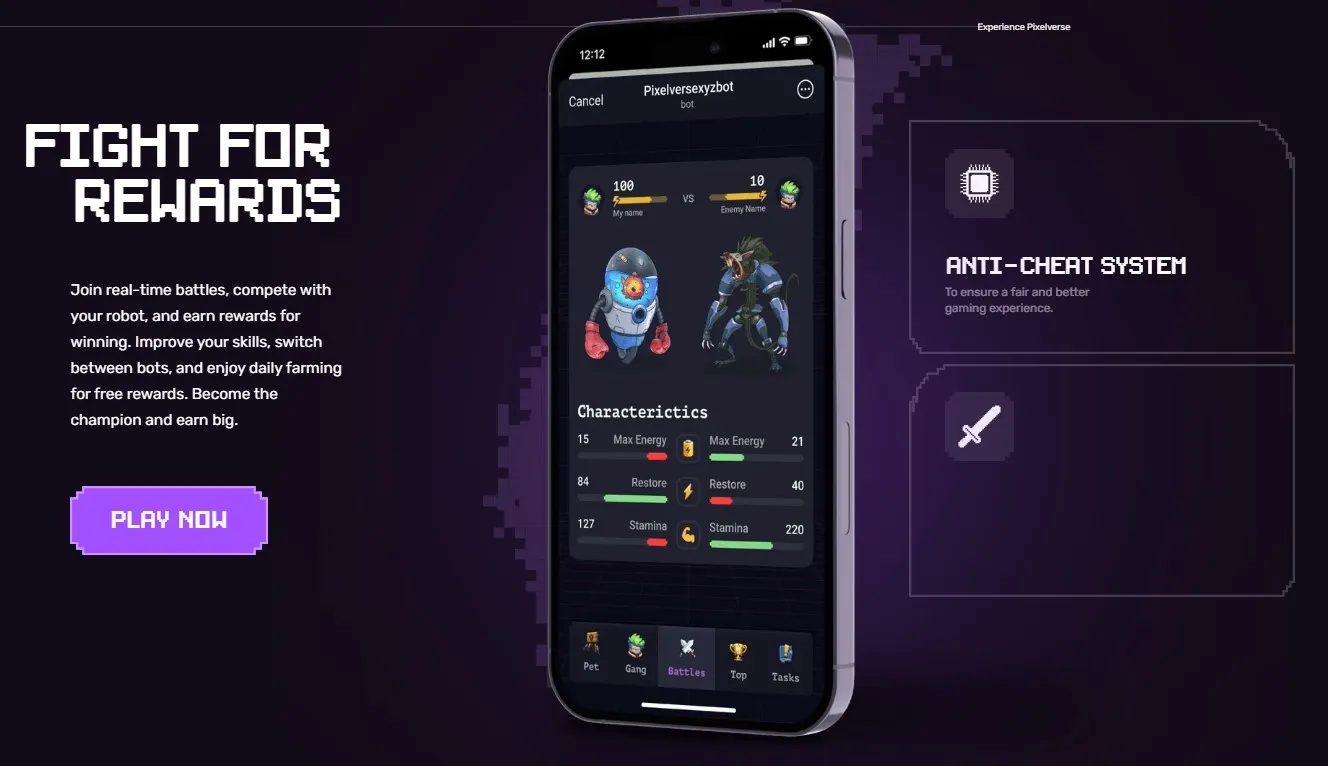 Experience Pixelverse
FIGHT FOR
REWARDS
Join real-time battles, compete with
your robot, and earn rewards for
winning. Improve your skills, switch
between bots, and enjoy daily farming
for free rewards. Become the
champion and earn big.
PLAY NOW
12:12
Cancel
Pixelversexyzbot
bot
100
My name
VS
10
Enemy Name
Characterictics
15 Max Energy Max Energy 21
84 Restore Restore 40
127 Stamina Stamina 220
Pet Gang Battles Top Tasks
ANTI-CHEAT SYSTEM
To ensure a fair and better
gaming experience.